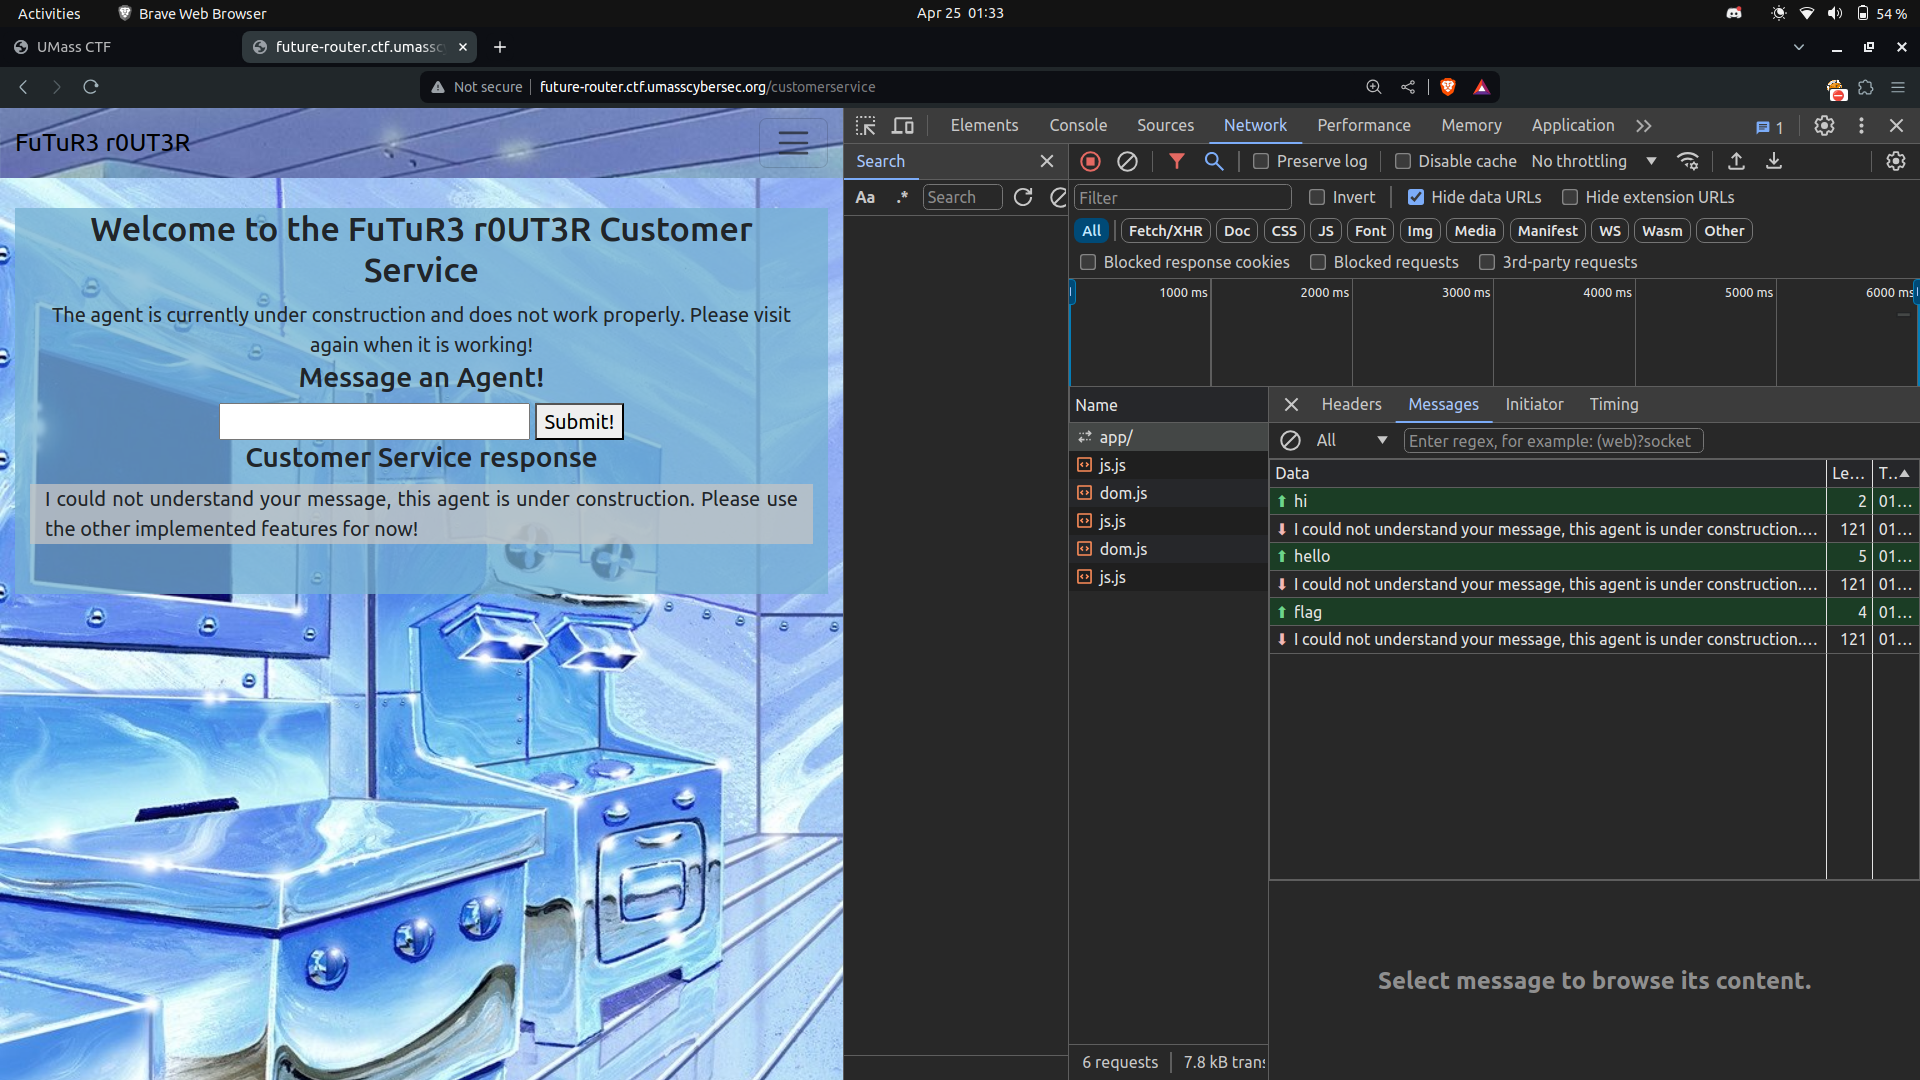 Activities
Brave Web Browser
Apr 25 01:33
54 %
UMass CTF
future-router.ctf.umasscy
Not secure
future-router.ctf.umasscybersec.org/customerservice
FuTuR3 r0UT3R
Welcome to the FuTuR3 r0UT3R Customer
Service
The agent is currently under construction and does not work properly. Please visit
again when it is working!
Message an Agent!
Submit!
Customer Service response
I could not understand your message, this agent is under construction. Please use
the other implemented features for now!
Elements Console Sources Network Performance Memory Application
1
Search
Aa .* Search
Preserve log Disable cache No throttling
Filter Invert Hide data URLs Hide extension URLs
All Fetch/XHR Doc CSS JS Font Img Media Manifest WS Wasm Other
Blocked response cookies Blocked requests 3rd-party requests
1000 ms 2000 ms 3000 ms 4000 ms 5000 ms 6000 ms
Name
app/
js.js
dom.js
js.js
dom.js
js.js
Headers Messages Initiator Timing
All Enter regex, for example: (web)?socket
Data Le... T..
hi 2 01...
I could not understand your message, this agent is under construction.... 121 01...
hello 5 01...
I could not understand your message, this agent is under construction.... 121 01...
flag 4 01...
I could not understand your message, this agent is under construction.... 121 01...
Select message to browse its content.
6 requests 7.8 kB trans